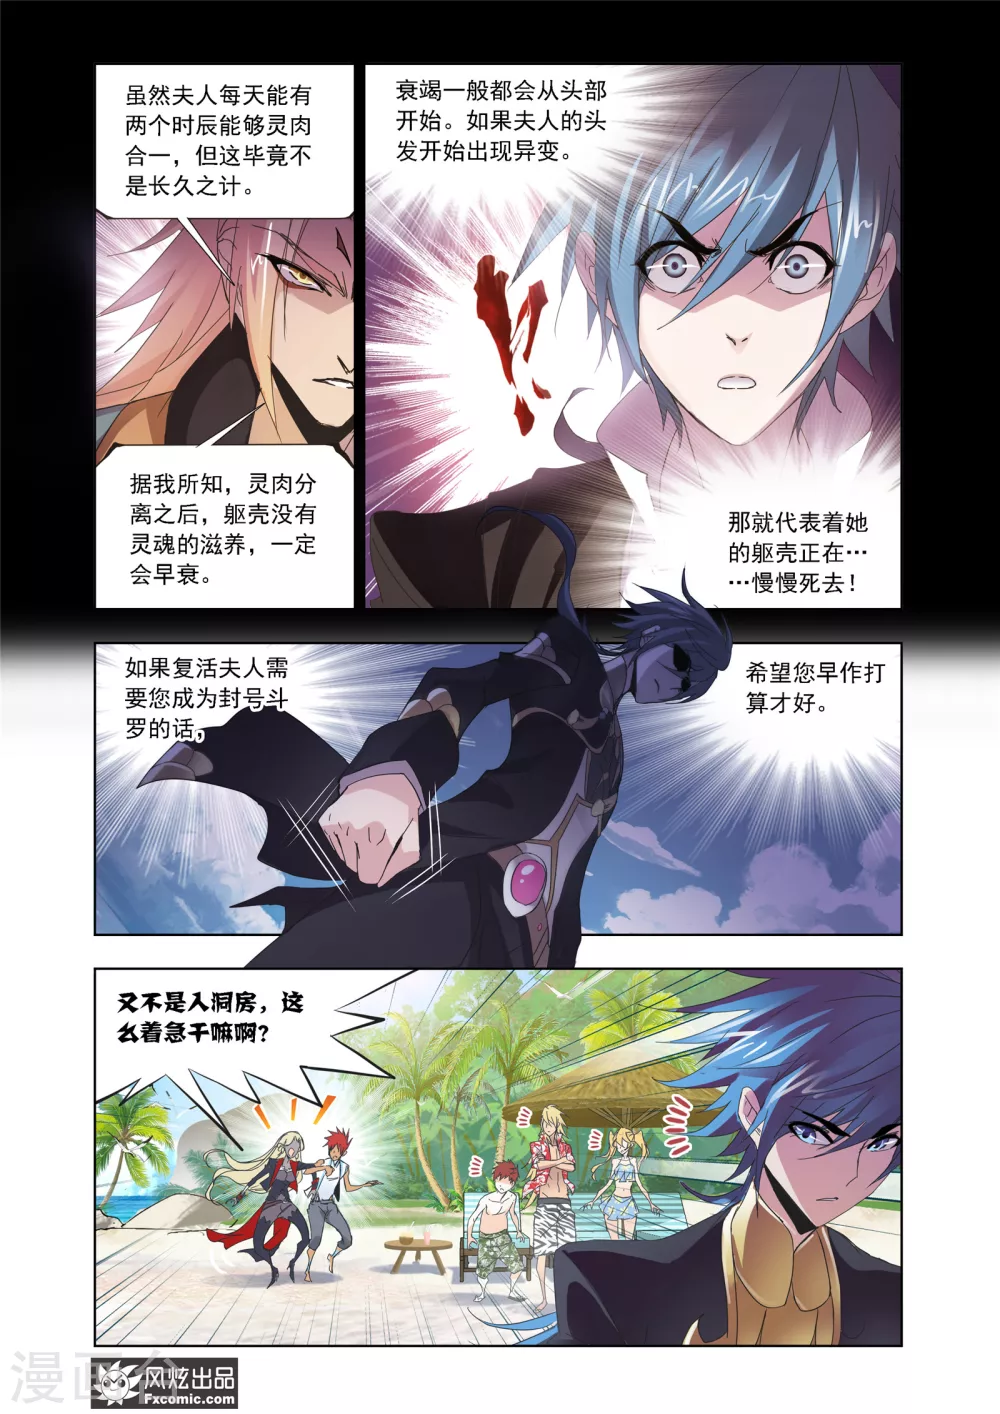 虽然夫人每天能有
两个时辰能够灵肉
合一，但这毕竟不
是长久之计。
据我所知，灵肉分
离之后，躯壳没有
灵魂的滋养，一定
会早衰。
衰竭一般都会从头部
开始。如果夫人的头
发开始出现异变。
那就代表着她
的躯壳正在…
…慢慢死去！
如果复活夫人需
要您成为封号斗
罗的话，
希望您早作打
算才好。
又不是入洞房，这
么着急干嘛啊？
漫画台
风炫出品
Fxcomic.com